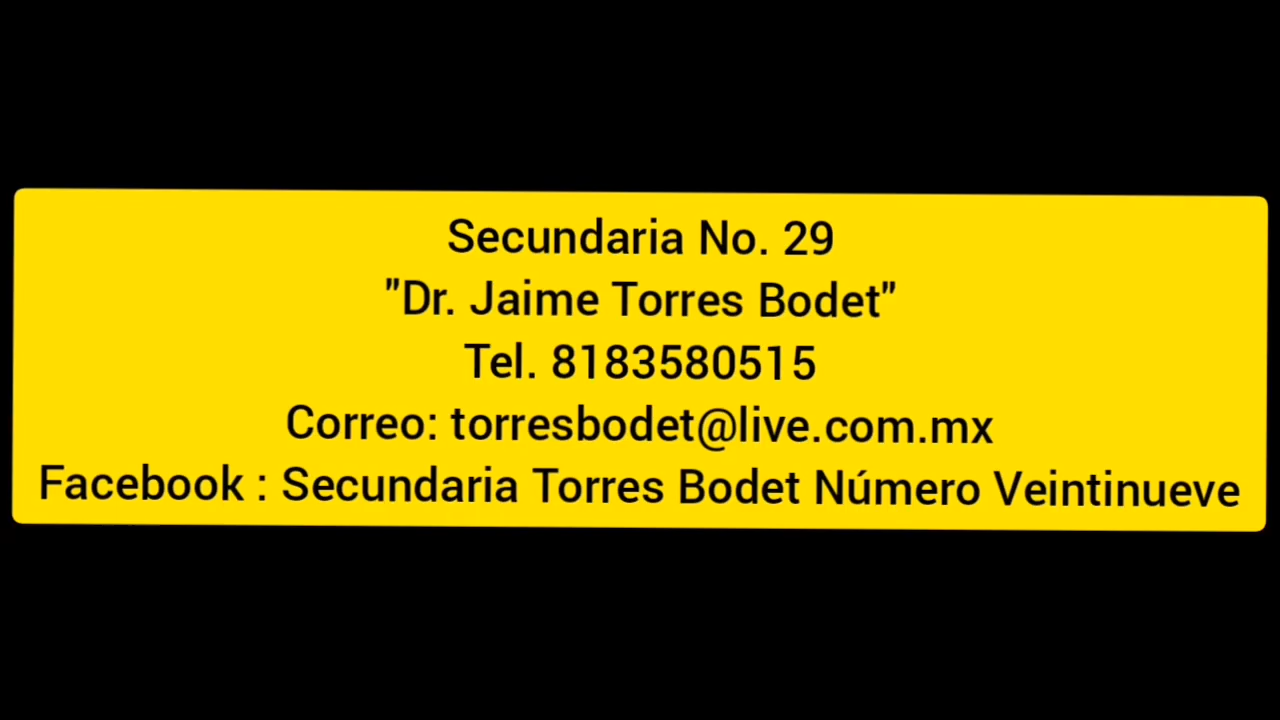 Secundaria No. 29
"Dr. Jaime Torres Bodet"
Tel. 8183580515
Correo: torresbodet@live.com.mx
Facebook : Secundaria Torres Bodet Número Veintinueve